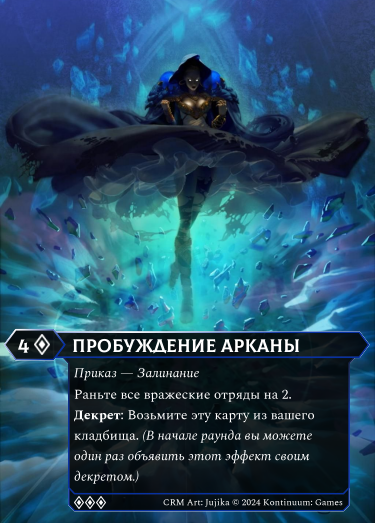 4 ПРОБУЖДЕНИЕ АРКАНЫ
Приказ — Залинание
Раньте все вражеские отряды на 2.
Декрет: Возьмите эту карту из вашего
кладбища. (В начале раунда вы можете
один раз объявить этот эффект своим
декретом.)
CRM Art: Jujika © 2024 Kontinuum: Games